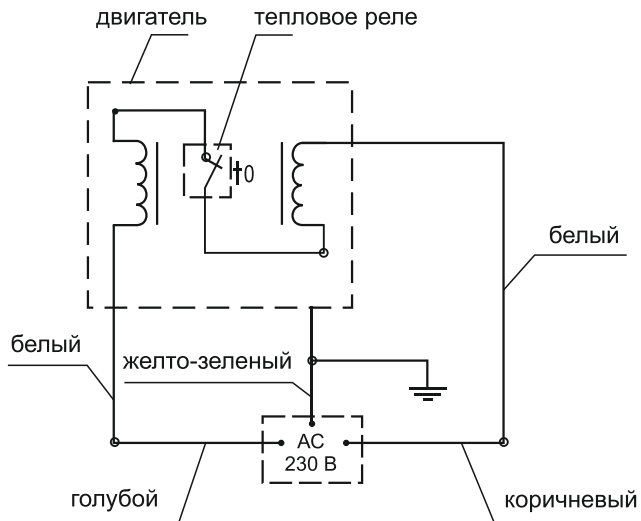 двигатель
тепловое реле
t0
белый
белый
желто-зеленый
AC
230 В
голубой
коричневый